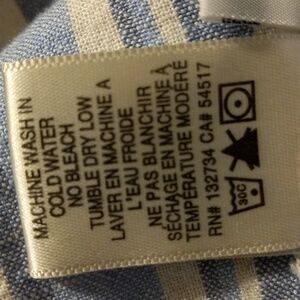 MACHINE WASH IN
COLD WATER
NO BLEACH
TUMBLE DRY LOW
LAVER EN MACHINE A
L'EAU FROIDE
NE PAS BLANCHIR
SÉCHAGE EN MACHINE À
TEMPÉRATURE MODÉRÉ
RN# 132734 CA# 54517
30C